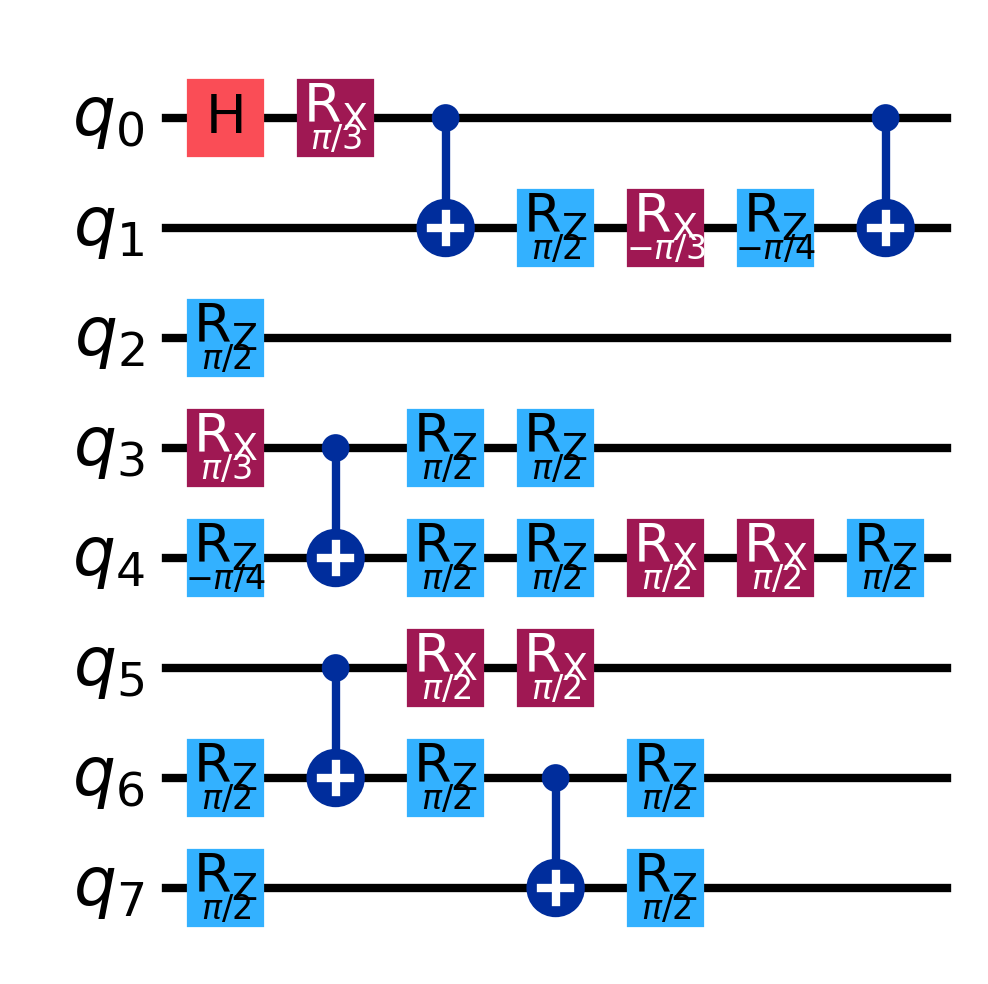 q0 H RX π/3
q1 RZ π/2 RX −π/3 RZ −π/4
q2 RZ π/2
q3 RX π/3 RZ π/2 RZ π/2
q4 RZ −π/4 RZ π/2 RZ π/2 RX π/2 RX π/2 RZ π/2
q5 RX π/2 RX π/2
q6 RZ π/2 RZ π/2 RZ π/2
q7 RZ π/2 RZ π/2